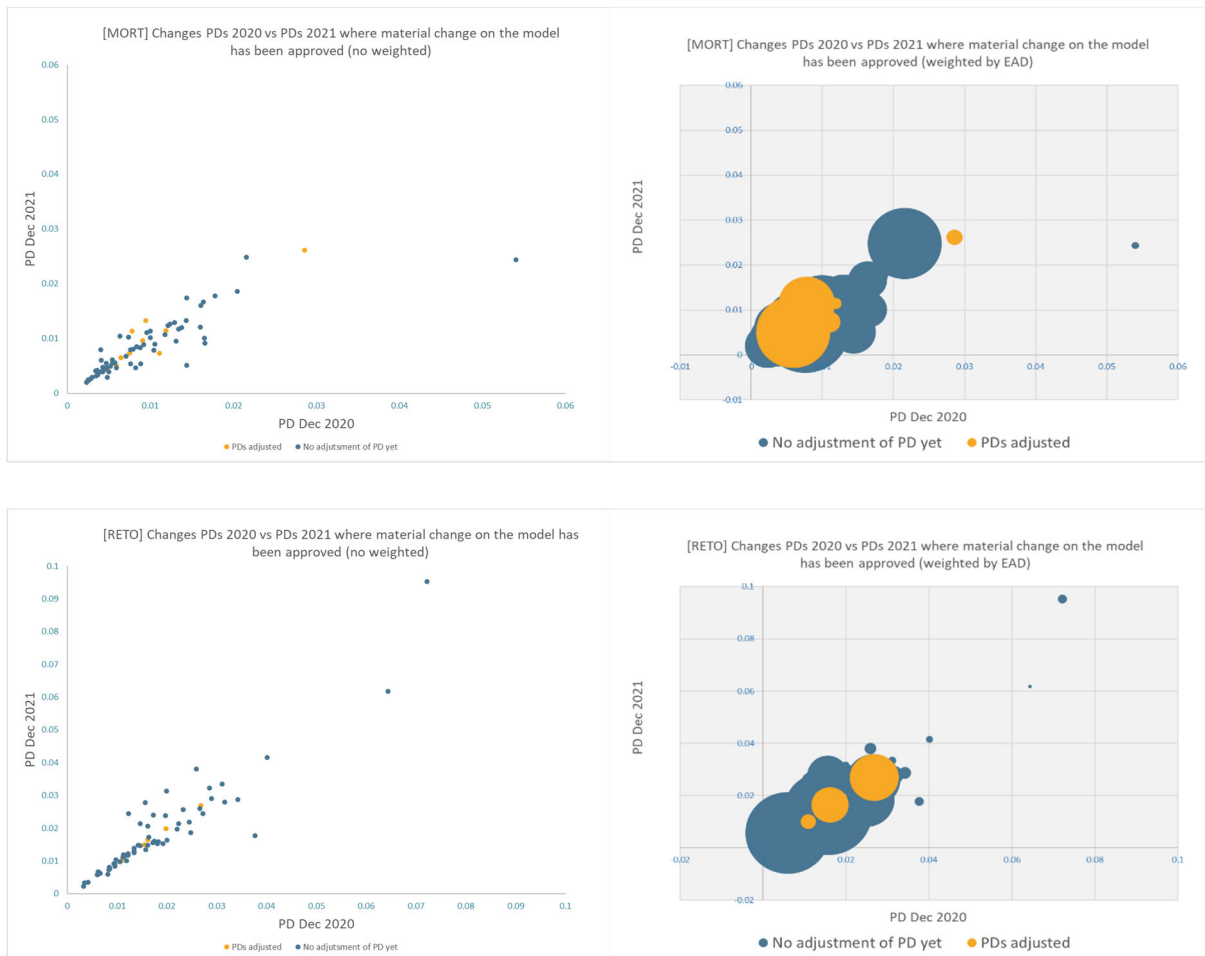 [MORT] Changes PDs 2020 vs PDs 2021 where material change on the model
has been approved (no weighted)
0.06
0.05
0.04
0.03
0.02
0.01
0
PD Dec 2021
0
0.01
0.02
0.03
0.04
0.05
0.06
PD Dec 2020
PDs adjusted
No adjutsment of PD yet
[MORT] Changes PDs 2020 vs PDs 2021 where material change on the model
has been approved (weighted by EAD)
0.06
0.05
0.04
0.03
0.02
0.01
0
-0.01
PD Dec 2021
-0.01
0
0.01
0.02
0.03
0.04
0.05
0.06
PD Dec 2020
No adjustment of PD yet
PDs adjusted
[RETO] Changes PDs 2020 vs PDs 2021 where material change on the model has
been approved (no weighted)
0.1
0.09
0.08
0.07
0.06
0.05
0.04
0.03
0.02
0.01
0
PD Dec 2021
0
0.01
0.02
0.03
0.04
0.05
0.06
0.07
0.08
0.09
0.1
PD Dec 2020
PDs adjusted
No adjutsment of PD yet
[RETO] Changes PDs 2020 vs PDs 2021 where material change on the model
has been approved (weighted by EAD)
0.1
0.08
0.06
0.04
0.02
0
-0.02
PD Dec 2021
0.02
0.02
0.04
0.06
0.08
0.1
PD Dec 2020
No adjustment of PD yet
PDs adjusted